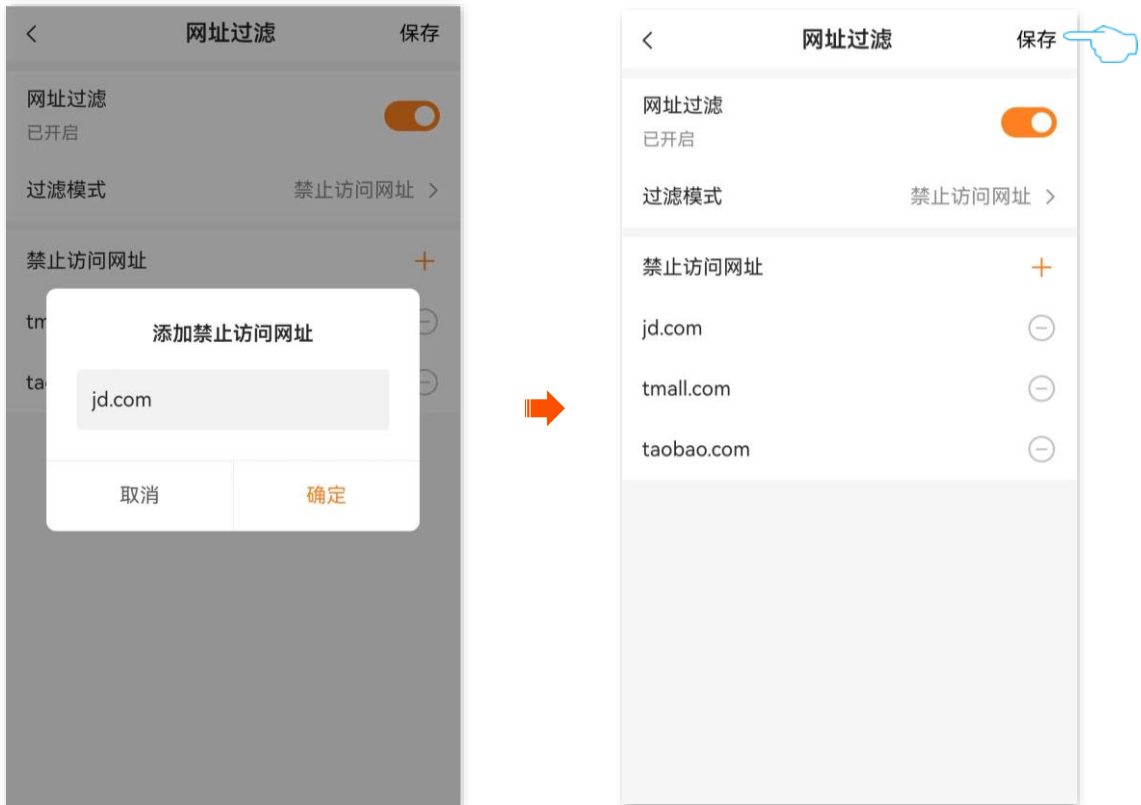 网址过滤 保存
网址过滤
已开启
过滤模式 禁止访问网址
禁止访问网址
添加禁止访问网址
jd.com
取消 确定
网址过滤 保存
网址过滤
已开启
过滤模式 禁止访问网址
禁止访问网址
jd.com
tmall.com
taobao.com